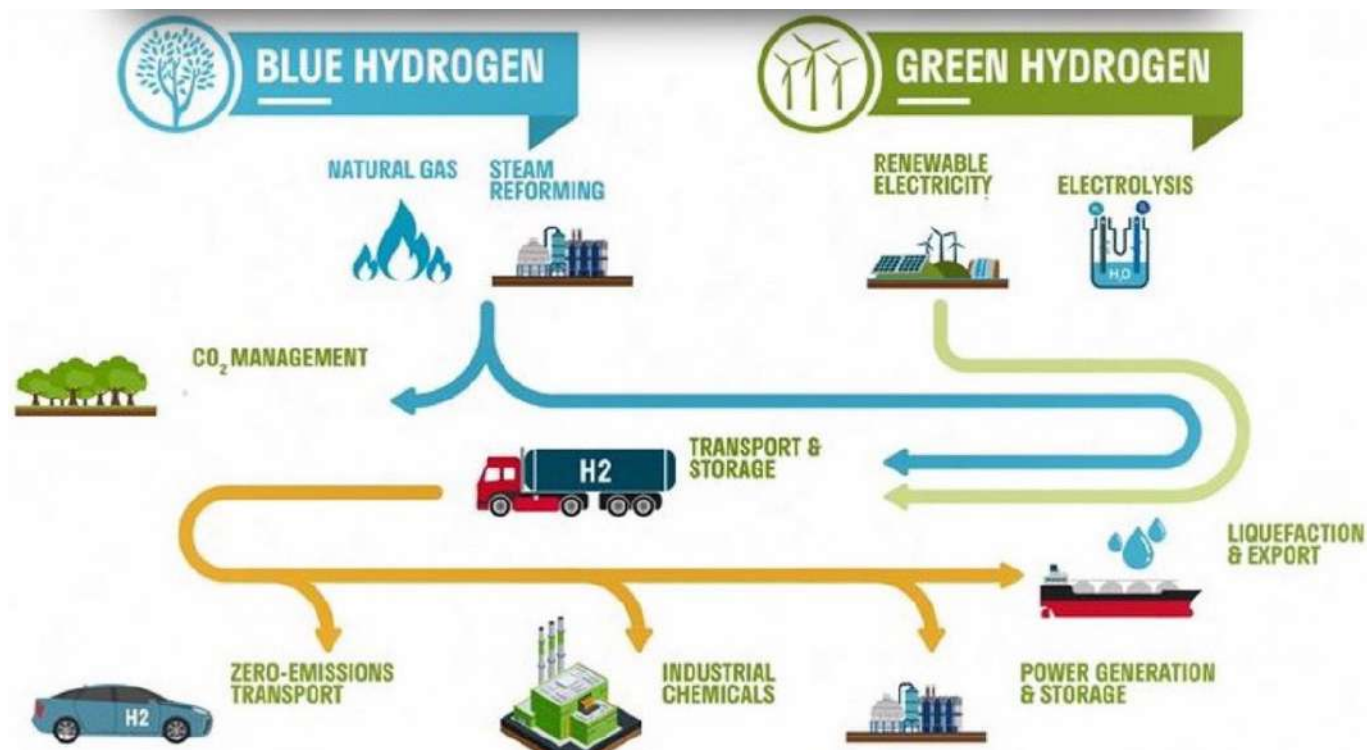 BLUE HYDROGEN
GREEN HYDROGEN
NATURAL GAS
STEAM
REFORMING
RENEWABLE
ELECTRICITY
ELECTROLYSIS
H₂O
CO₂ MANAGEMENT
H2
TRANSPORT &
STORAGE
LIQUEFACTION
& EXPORT
ZERO-EMISSIONS
TRANSPORT
H2
INDUSTRIAL
CHEMICALS
POWER GENERATION
& STORAGE